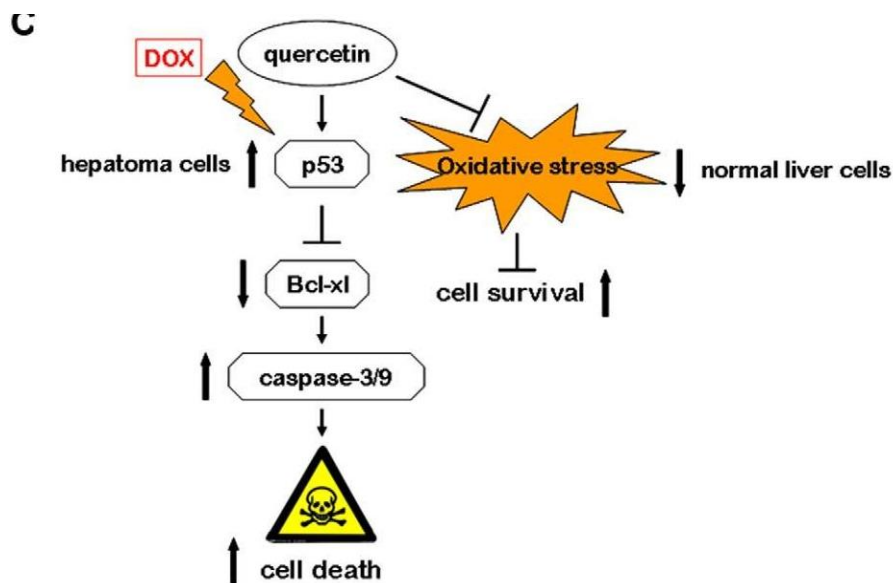 C
DOX
quercetin
hepatoma cells
p53
Oxidative stress
normal liver cells
Bcl-xl
cell survival
caspase-3/9
cell death